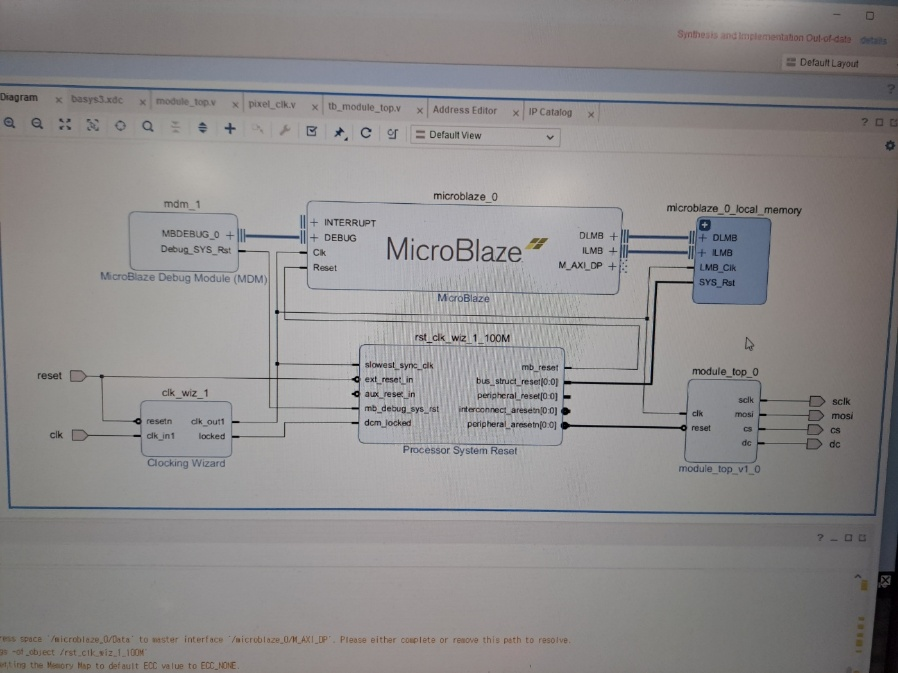 Synthesis and Implementation Out-of-date details
Default Layout
Diagram
basys3.xdc
module_top.v
pixel_clk.v
tb_module_top.v
Address Editor
IP Catalog
Default View
mdm_1
MBDEBUG_0
Debug_SYS_Rst
MicroBlaze Debug Module (MDM)
microblaze_0
INTERRUPT
DEBUG
Clk
Reset
MicroBlaze
DLMB
ILMB
M_AXI_DP
MicroBlaze
microblaze_0_local_memory
DLMB
ILMB
LMB_Clk
SYS_Rst
rst_clk_wiz_1_100M
slowest_sync_clk
ext_reset_in
aux_reset_in
mb_debug_sys_rst
dcm_locked
mb_reset
bus_struct_reset[0:0]
peripheral_reset[0:0]
interconnect_aresetn[0:0]
peripheral_aresetn[0:0]
Processor System Reset
reset
clk
clk_wiz_1
resetn
clk_in1
clk_out1
locked
Clocking Wizard
module_top_0
clk
reset
sclk
mosi
cs
dc
module_top_v1_0
sclk
mosi
cs
dc
space '/microblaze_0/Data' to master interface '/microblaze_0/M_AXI_DP'. Please either complete or remove this path to resolve.
-of_object /rst_clk_wiz_1_100M'
the Memory Map to default ECC value to ECC_NONE